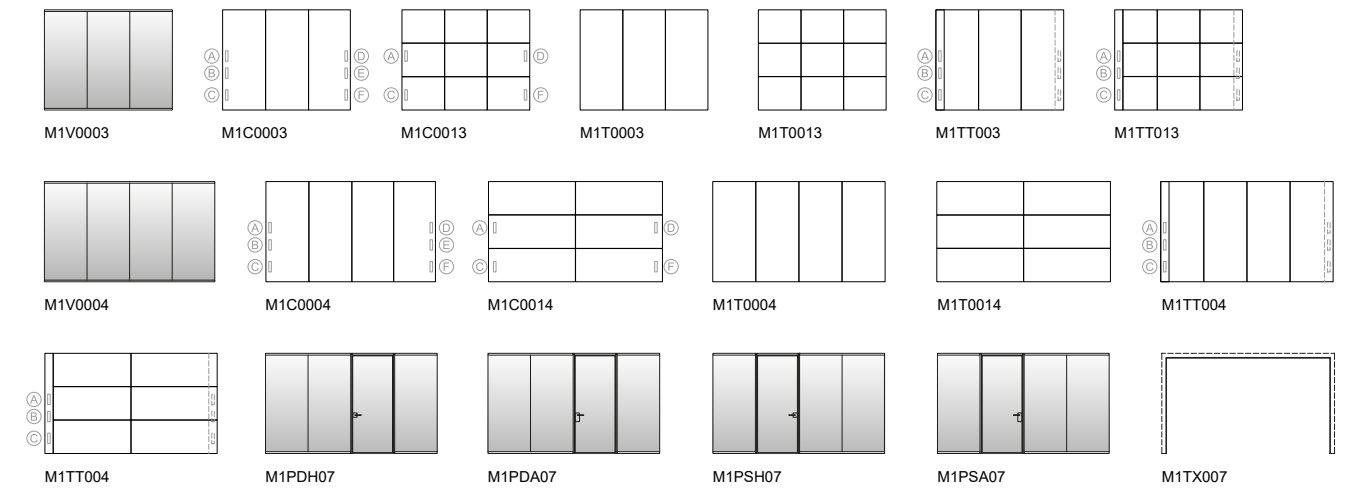 A D A D A A
B E B B
C F C F C C
M1V0003 M1C0003 M1C0013 M1T0003 M1T0013 M1TT003 M1TT013
A D A D A
B E B
C F C F C
M1V0004 M1C0004 M1C0014 M1T0004 M1T0014 M1TT004
A
B
C
M1TT004 M1PDH07 M1PDA07 M1PSH07 M1PSA07 M1TX007